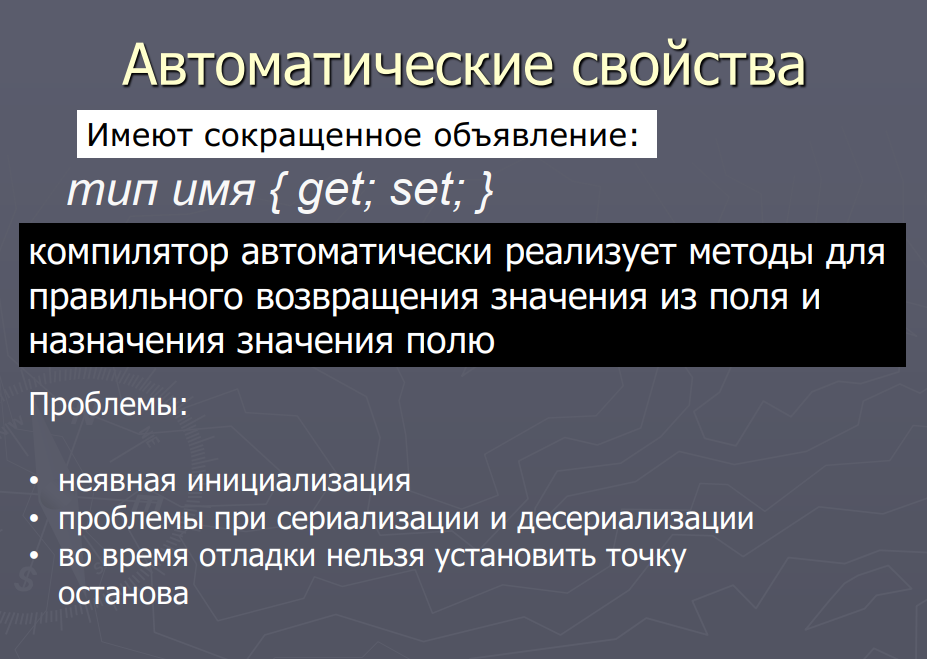 Автоматические свойства
Имеют сокращенное объявление:
тип имя { get; set; }
компилятор автоматически реализует методы для
правильного возвращения значения из поля и
назначения значения полю
Проблемы:
• неявная инициализация
• проблемы при сериализации и десериализации
• во время отладки нельзя установить точку
останова